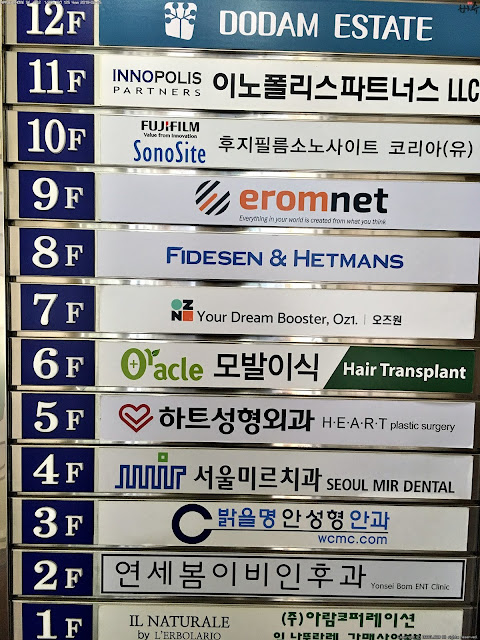 12F DODAM ESTATE
11F INNOPOLIS PARTNERS 이노폴리스파트너스 LLC
10F FUJIFILM
Value from Innovation
SonoSite 후지필름소노사이트 코리아(유)
9F eromnet
Everything in your world is created from what you think
8F FIDESEN & HETMANS
7F OZ N Your Dream Booster, Oz1. | 오즈원
6F Oracle 모발이식 Hair Transplant
5F 하트성형외과 H·E·A·R·T plastic surgery
4F mir 서울미르치과 SEOUL MIR DENTAL
3F 밝을명 안성형 안과
wcmc.com
2F 연세봄이비인후과 Yonsei Bom ENT Clinic
1F IL NATURALE
by L'ERBOLARIO
(주)아람코퍼레이션